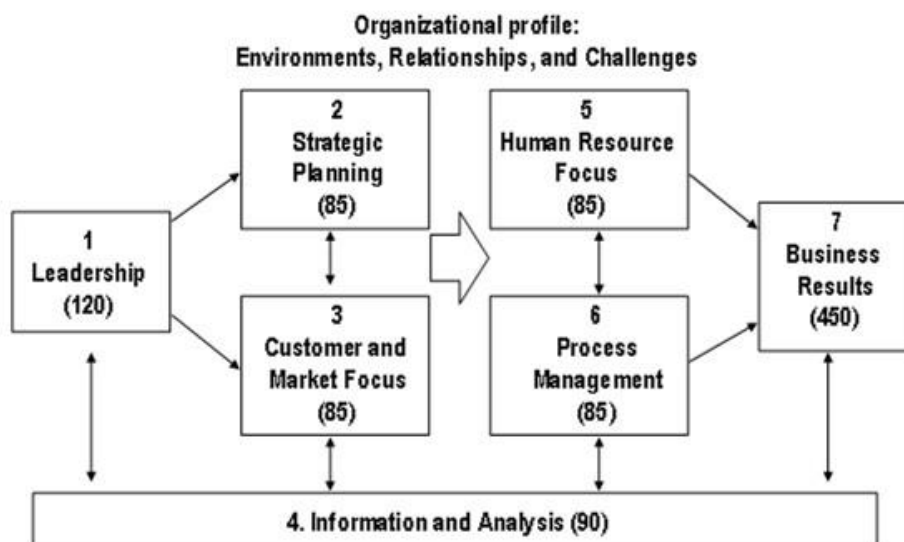 Organizational profile:
Environments, Relationships, and Challenges
1
Leadership
(120)
2
Strategic
Planning
(85)
3
Customer and
Market Focus
(85)
5
Human Resource
Focus
(85)
6
Process
Management
(85)
7
Business
Results
(450)
4. Information and Analysis (90)